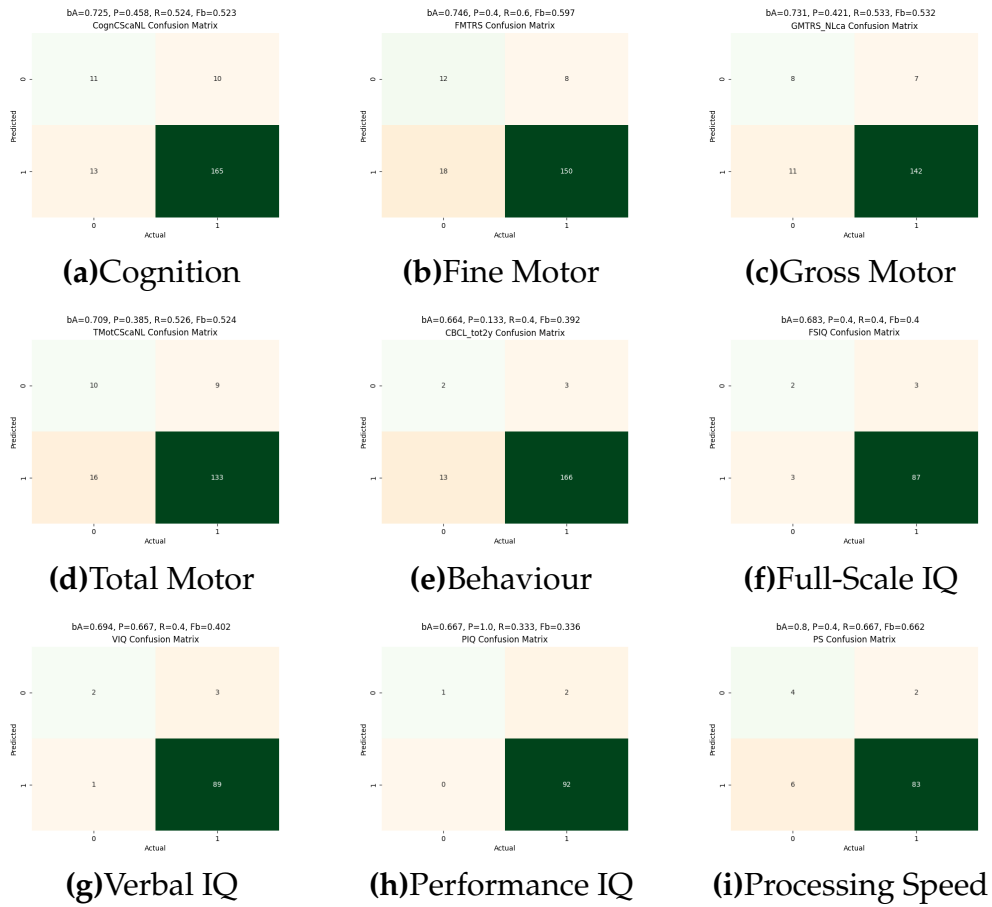 bA=0.725, P=0.458, R=0.524, Fb=0.523
CognCScaNL Confusion Matrix
0
11
10
Predicted
1
13
165
0
1
Actual
(a)Cognition
bA=0.746, P=0.4, R=0.6, Fb=0.597
FMTRS Confusion Matrix
0
12
8
Predicted
1
18
150
0
1
Actual
(b)Fine Motor
bA=0.731, P=0.421, R=0.533, Fb=0.532
GMTRS_NLca Confusion Matrix
0
8
7
Predicted
1
11
142
0
1
Actual
(c)Gross Motor
bA=0.709, P=0.385, R=0.526, Fb=0.524
TMotCScaNL Confusion Matrix
0
10
9
Predicted
1
16
133
0
1
Actual
(d)Total Motor
bA=0.664, P=0.133, R=0.4, Fb=0.392
CBCL_tot2y Confusion Matrix
0
2
3
Predicted
1
13
166
0
1
Actual
(e)Behaviour
bA=0.683, P=0.4, R=0.4, Fb=0.4
FSIQ Confusion Matrix
0
2
3
Predicted
1
3
87
0
1
Actual
(f)Full-Scale IQ
bA=0.694, P=0.667, R=0.4, Fb=0.402
VIQ Confusion Matrix
0
2
3
Predicted
1
1
89
0
1
Actual
(g)Verbal IQ
bA=0.667, P=1.0, R=0.333, Fb=0.336
PIQ Confusion Matrix
0
1
2
Predicted
1
0
92
0
1
Actual
(h)Performance IQ
bA=0.8, P=0.4, R=0.667, Fb=0.662
PS Confusion Matrix
0
4
2
Predicted
1
6
83
0
1
Actual
(i)Processing Speed